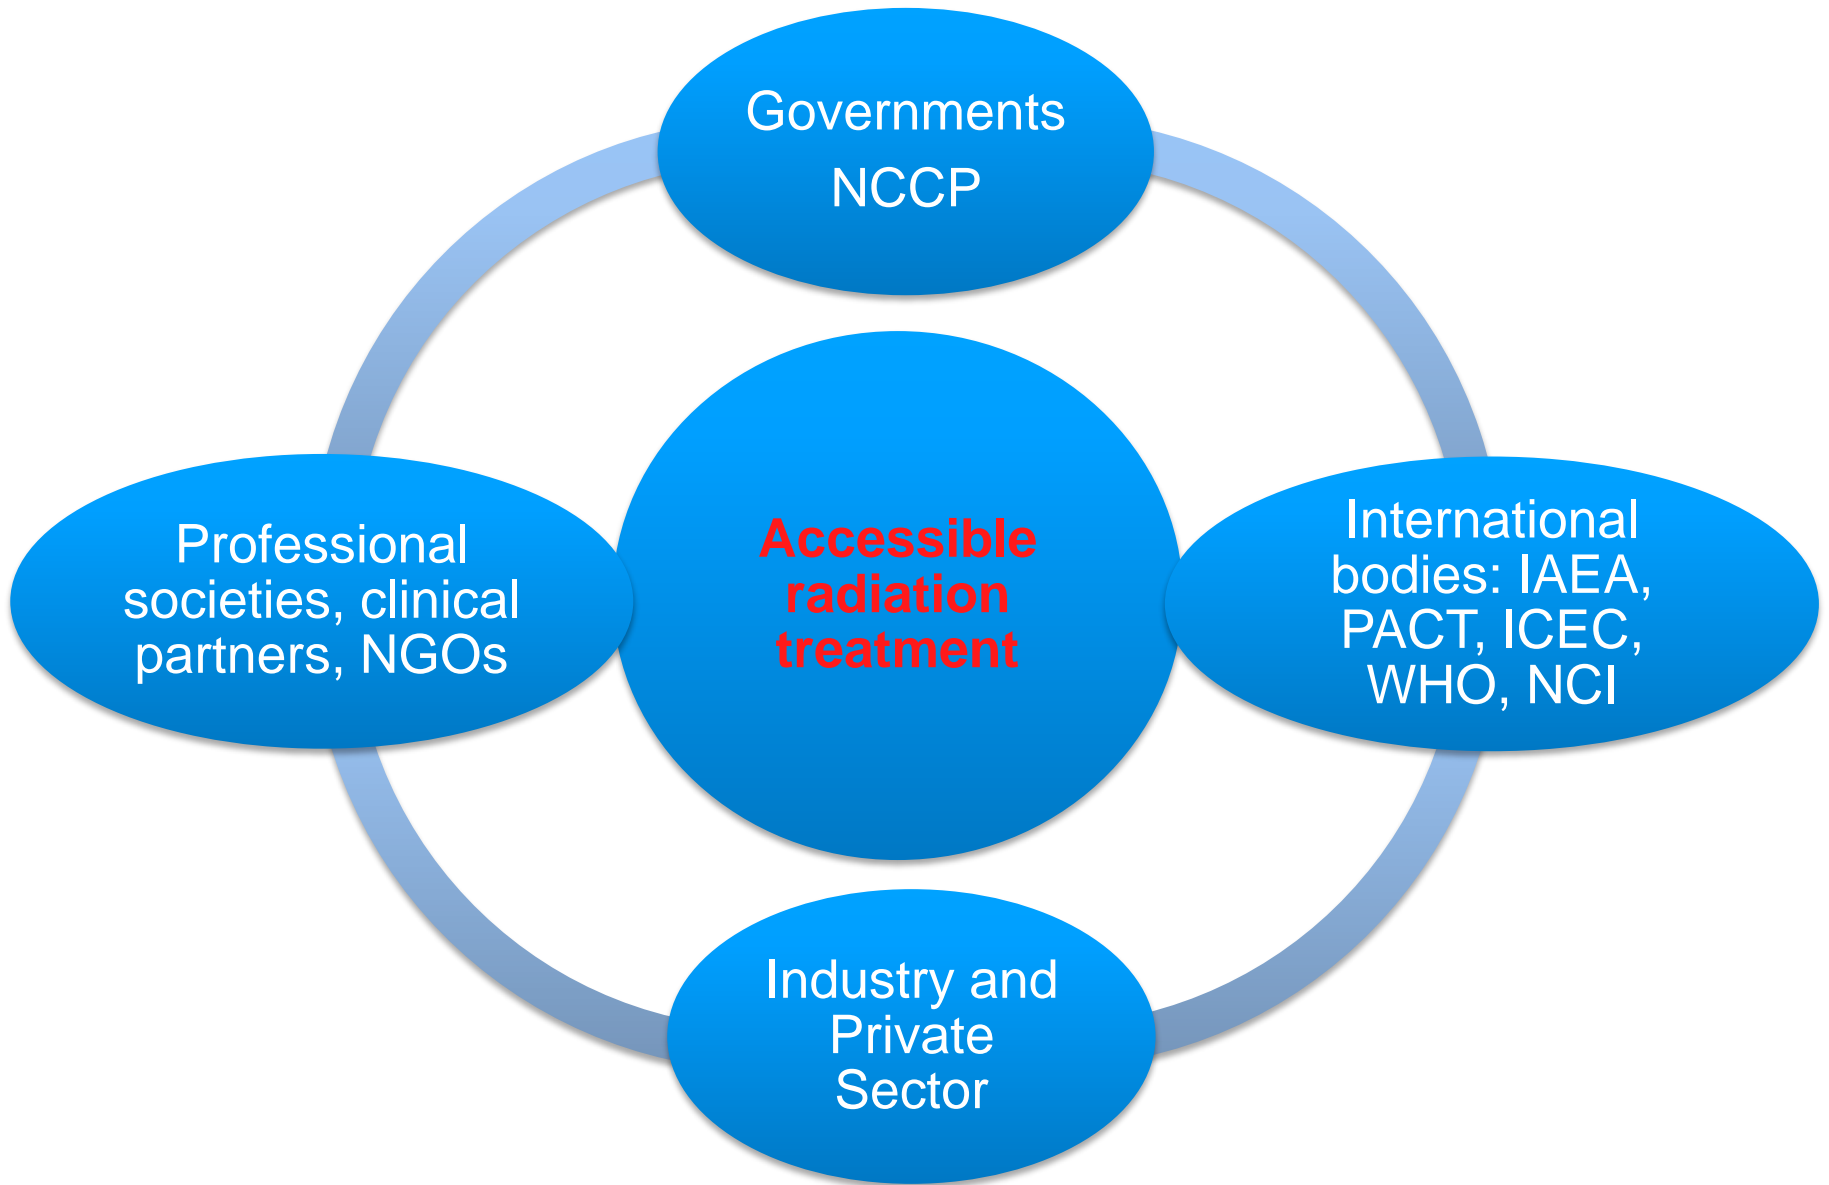 Governments
NCCP
Professional
societies, clinical
partners, NGOs
Accessible
radiation
treatment
International
bodies: IAEA,
PACT, ICEC,
WHO, NCI
Industry and
Private
Sector